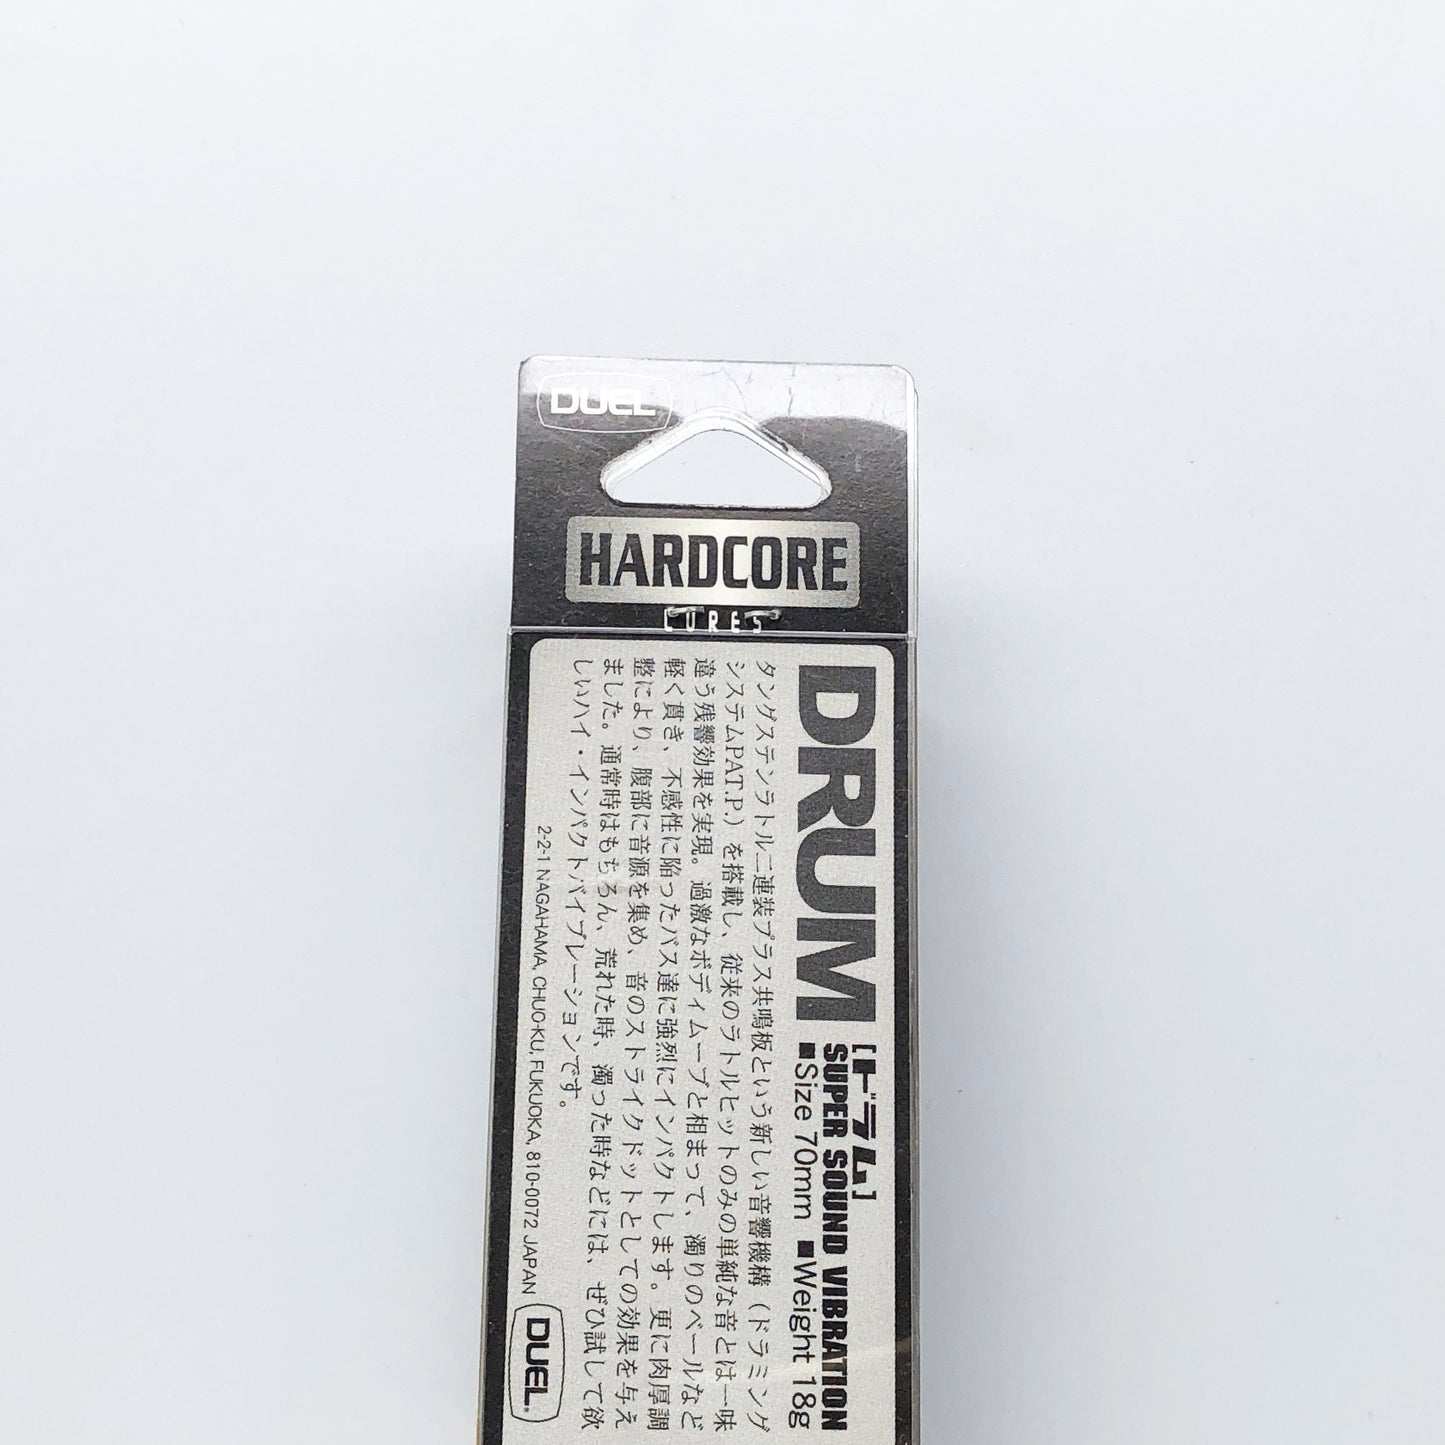 DUEL
HARDCORE
LURES
DRUM
[ドラム]
SUPER SOUND VIBRATION
■Size 70mm ■Weight 18g
タングステンラトル二連装プラス共鳴板という新しい音響機構（ドラミング
システムPAT.P.）を搭載し、従来のラトルヒットのみの単純な音とは一味
違う残響効果を実現。過激なボディムーブと相まって、濁りのベールなど
軽く貫き、不感性に陥ったバス達に強烈にインパクトします。更に肉厚調
整により、腹部に音源を集め、音のストライクドットとしての効果を与え
ました。通常時はもちろん、荒れた時、濁った時などには、ぜひ試して欲
しいハイ・インパクトバイブレーションです。
2-2-1 NAGAHAMA, CHUO-KU, FUKUOKA, 810-0072 JAPAN
DUEL